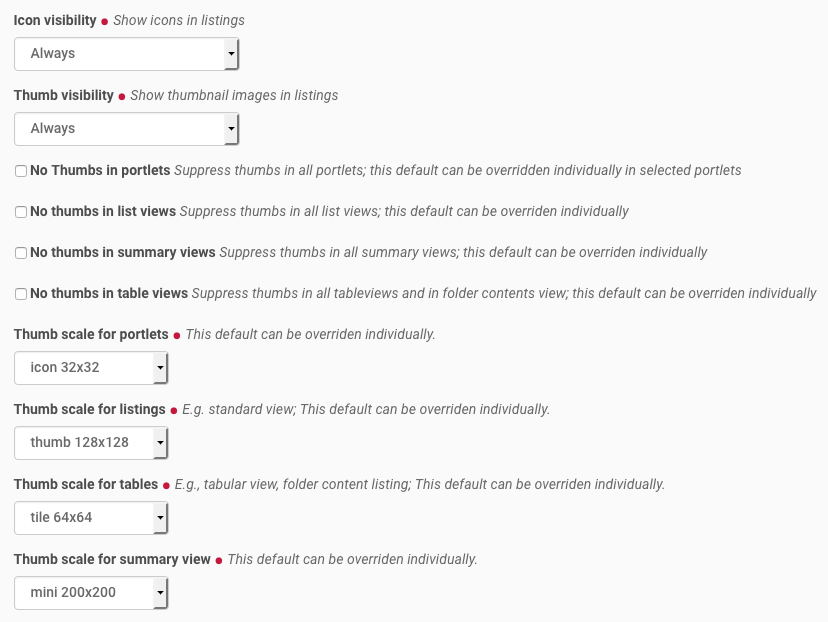 Icon visibility ● Show icons in listings
Always
Thumb visibility ● Show thumbnail images in listings
Always
No Thumbs in portlets Suppress thumbs in all portlets; this default can be overridden individually in selected portlets
No thumbs in list views Suppress thumbs in all list views; this default can be overriden individually
No thumbs in summary views Suppress thumbs in all summary views; this default can be overriden individually
No thumbs in table views Suppress thumbs in all tableviews and in folder contents view; this default can be overriden individually
Thumb scale for portlets ● This default can be overriden individually.
icon 32x32
Thumb scale for listings ● E.g. standard view; This default can be overriden individually.
thumb 128x128
Thumb scale for tables ● E.g., tabular view, folder content listing; This default can be overriden individually.
tile 64x64
Thumb scale for summary view ● This default can be overriden individually.
mini 200x200